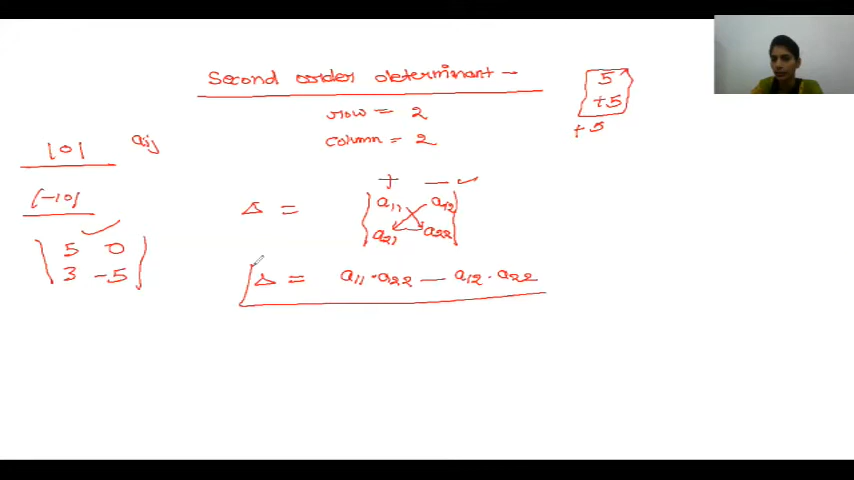 Second order determinant -
row = 2
column = 2
5
+5
+5
|0|
aij
|-10|
+ -
Δ = |a11 a12|
|a21 a22|
|5 0|
|3 -5|
Δ = a11·a22 - a12·a22